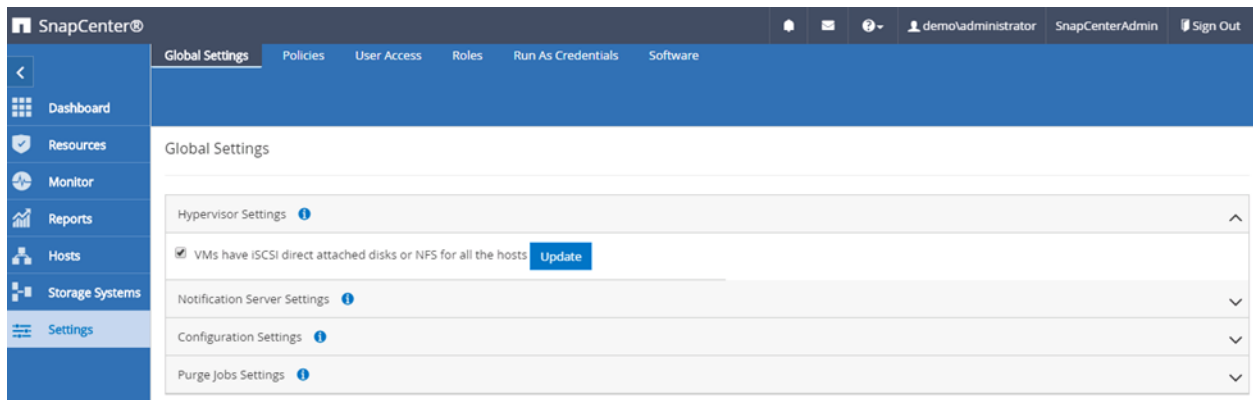 SnapCenter® demo\administrator SnapCenterAdmin Sign Out
Global Settings Policies User Access Roles Run As Credentials Software
Dashboard
Resources
Monitor
Reports
Hosts
Storage Systems
Settings
Global Settings
Hypervisor Settings
VMs have iSCSI direct attached disks or NFS for all the hosts Update
Notification Server Settings
Configuration Settings
Purge Jobs Settings